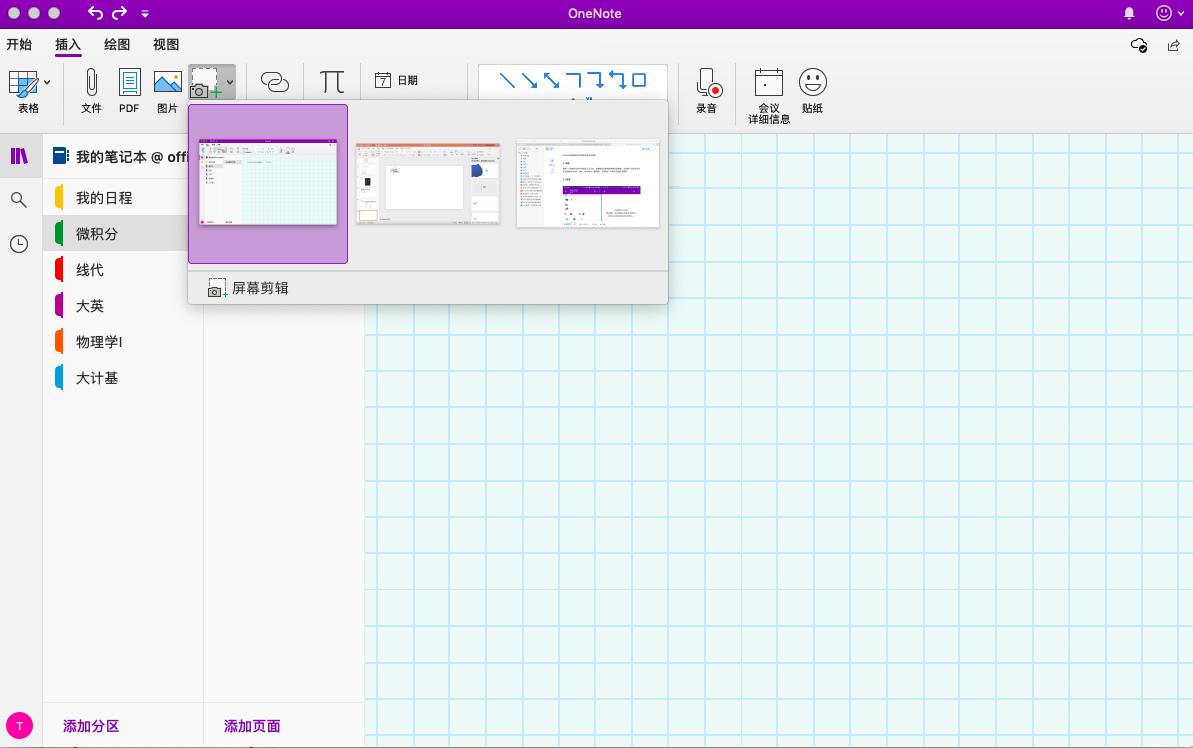 OneNote
开始 插入 绘图 视图
表格 文件 PDF 图片 π 7 日期 录音 会议 贴纸
详细信息
我的笔记本 @ offi
我的日程
微积分
线代
大英
物理学I
大计基
屏幕剪辑
T 添加分区 添加页面